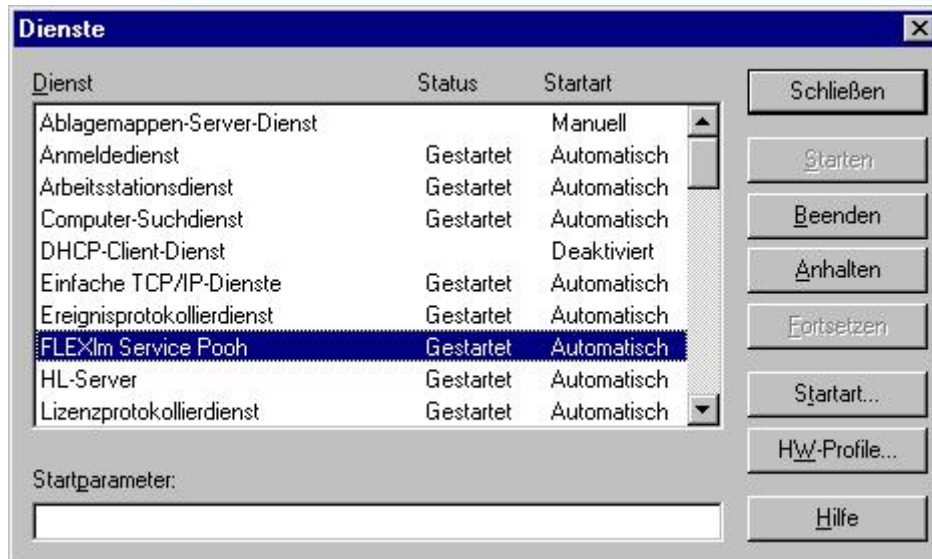 Dienste
Dienst Status Startart
Ablagemappen-Server-Dienst Manuell
Anmeldedienst Gestartet Automatisch
Arbeitsstationsdienst Gestartet Automatisch
Computer-Suchdienst Gestartet Automatisch
DHCP-Client-Dienst Deaktiviert
Einfache TCP/IP-Dienste Gestartet Automatisch
Ereignisprotokollierdienst Gestartet Automatisch
FLEXlm Service Pooh Gestartet Automatisch
HL-Server Gestartet Automatisch
Lizenzprotokollierdienst Gestartet Automatisch
Startparameter:
Schließen
Starten
Beenden
Anhalten
Fortsetzen
Startart...
HW-Profile...
Hilfe